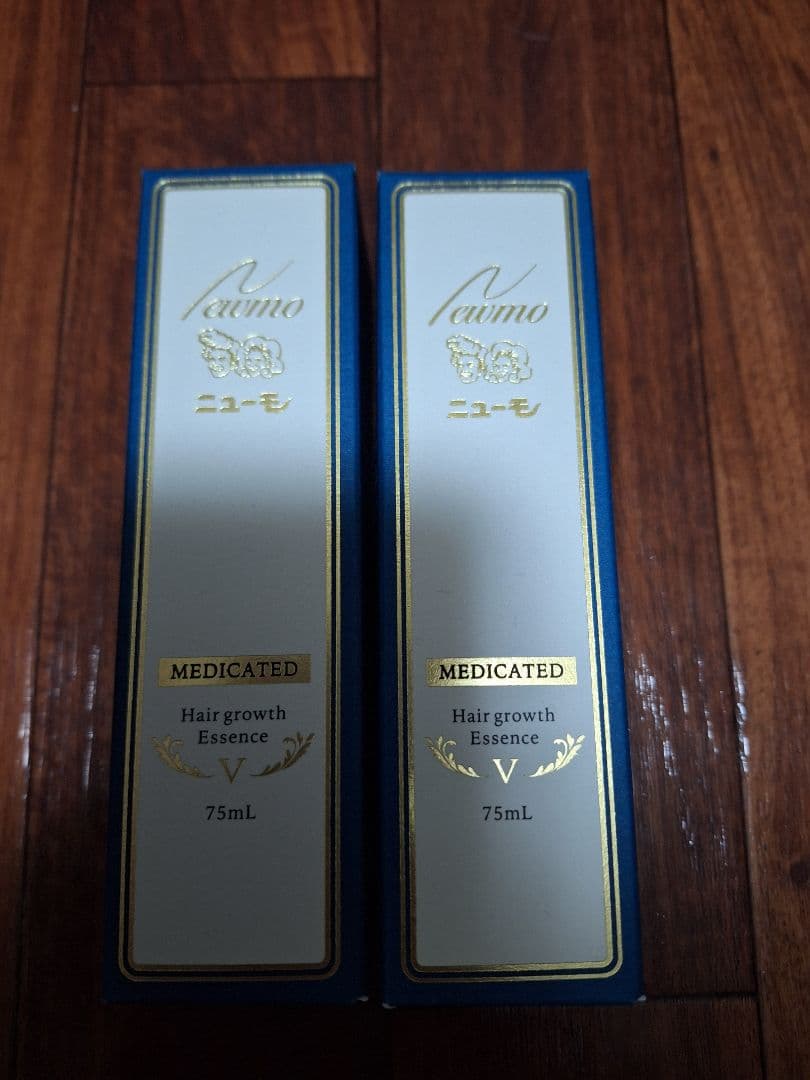 Newmo
ニューモ
MEDICATED
Hair growth
Essence
V
75mL
Newmo
ニューモ
MEDICATED
Hair growth
Essence
V
75mL